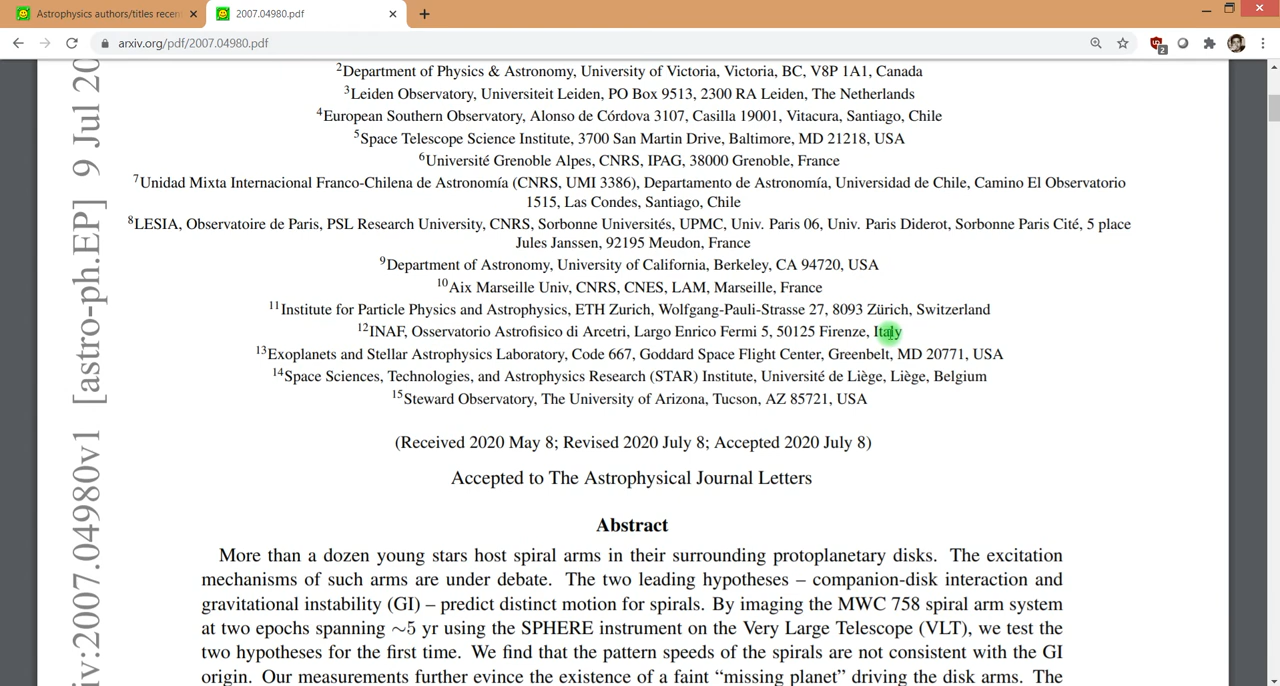 Astrophysics authors/titles recen
2007.04980.pdf
arxiv.org/pdf/2007.04980.pdf
2
2Department of Physics & Astronomy, University of Victoria, Victoria, BC, V8P 1A1, Canada
3Leiden Observatory, Universiteit Leiden, PO Box 9513, 2300 RA Leiden, The Netherlands
4European Southern Observatory, Alonso de Córdova 3107, Casilla 19001, Vitacura, Santiago, Chile
5Space Telescope Science Institute, 3700 San Martin Drive, Baltimore, MD 21218, USA
6Université Grenoble Alpes, CNRS, IPAG, 38000 Grenoble, France
7Unidad Mixta Internacional Franco-Chilena de Astronomía (CNRS, UMI 3386), Departamento de Astronomía, Universidad de Chile, Camino El Observatorio
1515, Las Condes, Santiago, Chile
8LESIA, Observatoire de Paris, PSL Research University, CNRS, Sorbonne Universités, UPMC, Univ. Paris 06, Univ. Paris Diderot, Sorbonne Paris Cité, 5 place
Jules Janssen, 92195 Meudon, France
9Department of Astronomy, University of California, Berkeley, CA 94720, USA
10Aix Marseille Univ, CNRS, CNES, LAM, Marseille, France
11Institute for Particle Physics and Astrophysics, ETH Zurich, Wolfgang-Pauli-Strasse 27, 8093 Zürich, Switzerland
12INAF, Osservatorio Astrofisico di Arcetri, Largo Enrico Fermi 5, 50125 Firenze, Italy
13Exoplanets and Stellar Astrophysics Laboratory, Code 667, Goddard Space Flight Center, Greenbelt, MD 20771, USA
14Space Sciences, Technologies, and Astrophysics Research (STAR) Institute, Université de Liège, Liège, Belgium
15Steward Observatory, The University of Arizona, Tucson, AZ 85721, USA
(Received 2020 May 8; Revised 2020 July 8; Accepted 2020 July 8)
Accepted to The Astrophysical Journal Letters
Abstract
More than a dozen young stars host spiral arms in their surrounding protoplanetary disks. The excitation
mechanisms of such arms are under debate. The two leading hypotheses – companion-disk interaction and
gravitational instability (GI) – predict distinct motion for spirals. By imaging the MWC 758 spiral arm system
at two epochs spanning ∼5 yr using the SPHERE instrument on the Very Large Telescope (VLT), we test the
two hypotheses for the first time. We find that the pattern speeds of the spirals are not consistent with the GI
origin. Our measurements further evince the existence of a faint “missing planet” driving the disk arms. The
iv:2007.04980v1 [astro-ph.EP] 9 Jul 20